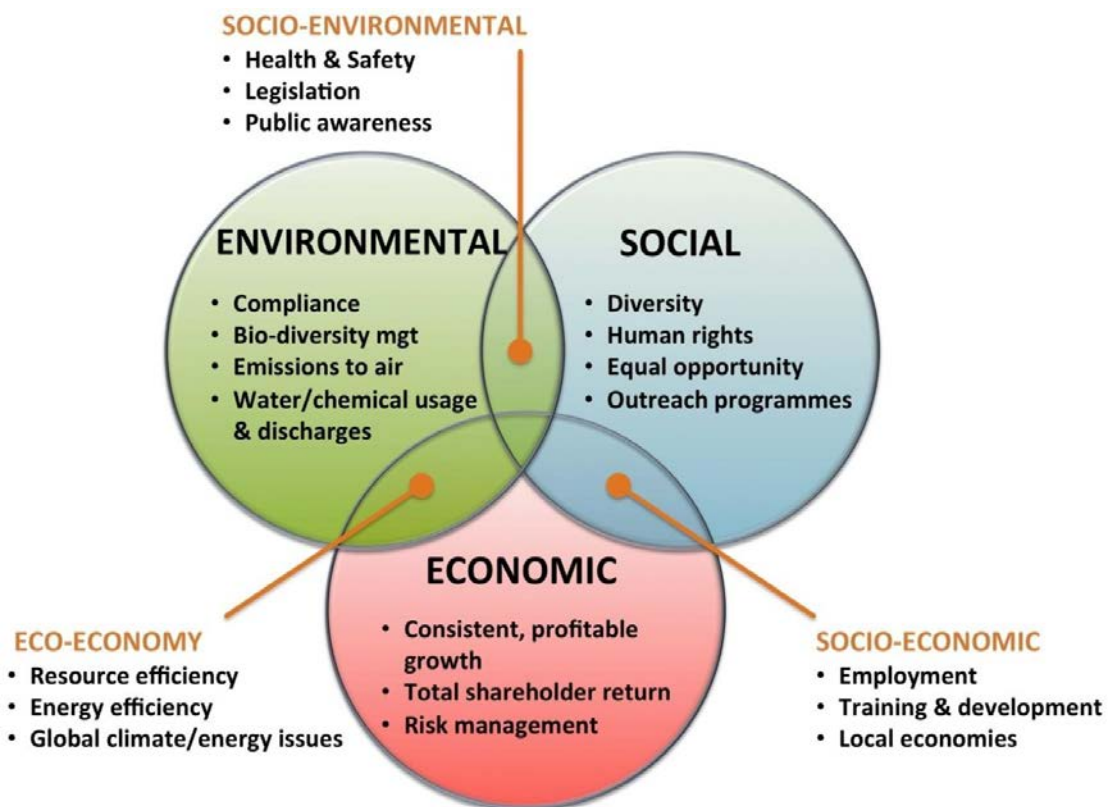 SOCIO-ENVIRONMENTAL
• Health & Safety
• Legislation
• Public awareness
ENVIRONMENTAL
• Compliance
• Bio-diversity mgt
• Emissions to air
• Water/chemical usage
& discharges
SOCIAL
• Diversity
• Human rights
• Equal opportunity
• Outreach programmes
ECONOMIC
• Consistent, profitable
growth
• Total shareholder return
• Risk management
ECO-ECONOMY
• Resource efficiency
• Energy efficiency
• Global climate/energy issues
SOCIO-ECONOMIC
• Employment
• Training & development
• Local economies